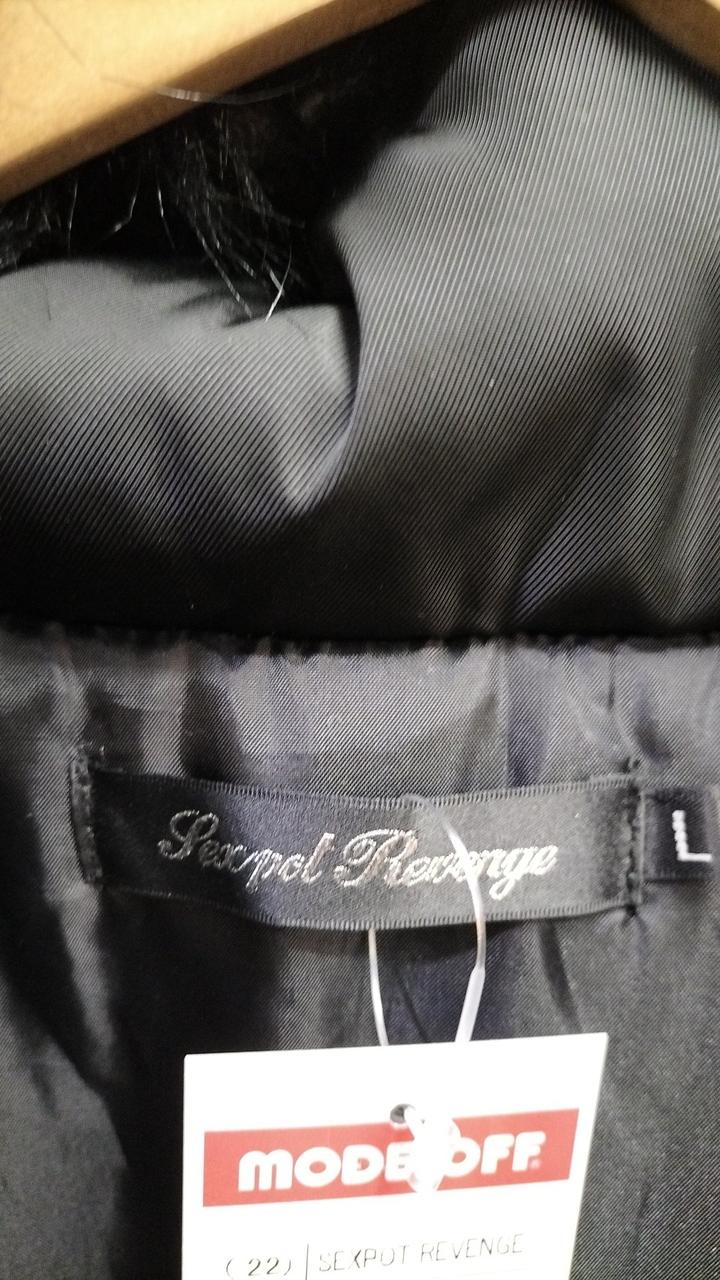 Sexpot Revenge
L
MODE OFF
(22) | SEXPOT REVENGE